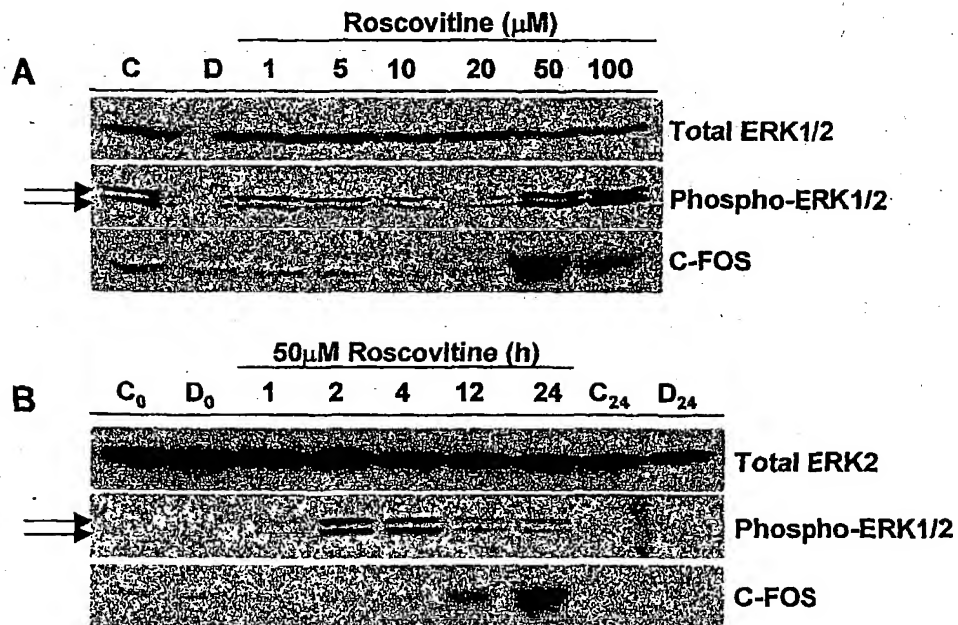 Roscovitine (μM)
A C D 1 5 10 20 50 100
Total ERK1/2
Phospho-ERK1/2
C-FOS
50μM Roscovitine (h)
B C₀ D₀ 1 2 4 12 24 C₂₄ D₂₄
Total ERK2
Phospho-ERK1/2
C-FOS